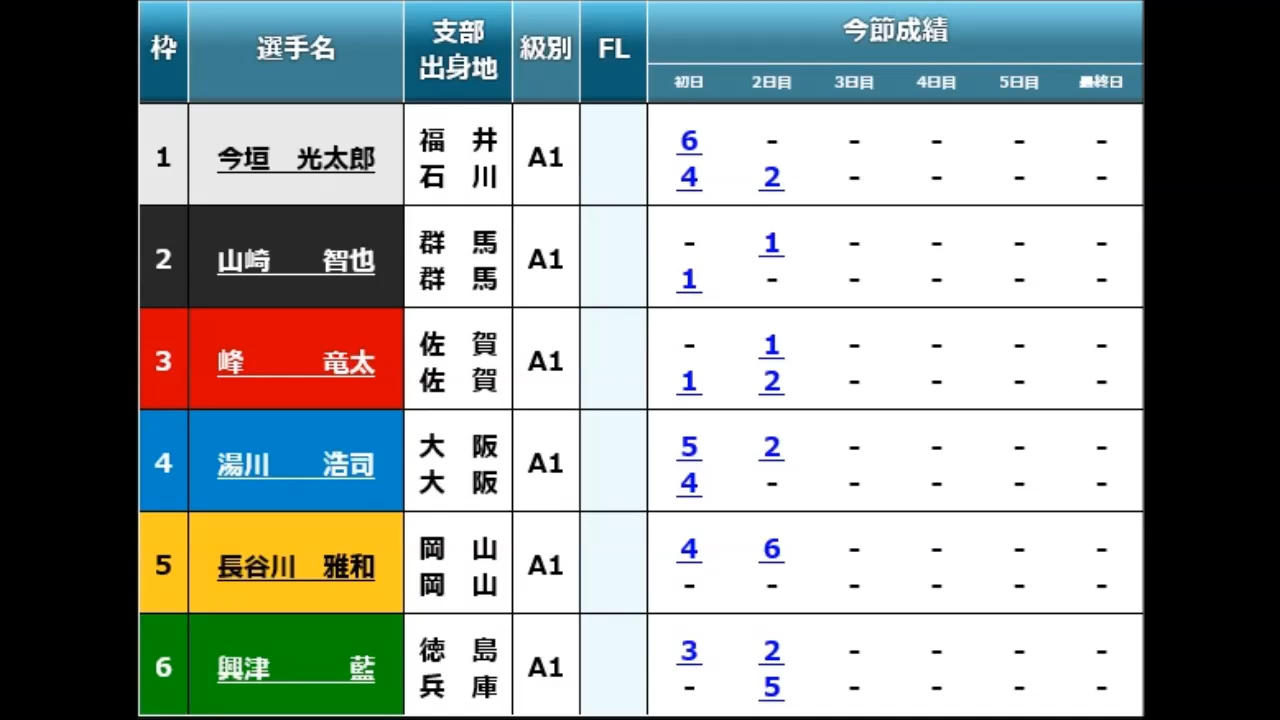 枠 選手名 支部 級別 FL 今節成績
出身地
初日 2日目 3日目 4日目 5日目 最終日
1 今垣 光太郎 福 井 A1 6 - - - - -
石 川 4 2 - - - -
2 山崎 智也 群 馬 A1 - 1 - - - -
群 馬 1 - - - - -
3 峰 竜太 佐 賀 A1 - 1 - - - -
佐 賀 1 2 - - - -
4 湯川 浩司 大 阪 A1 5 2 - - - -
大 阪 4 - - - - -
5 長谷川 雅和 岡 山 A1 4 6 - - - -
岡 山 - - - - - -
6 興津 藍 徳 島 A1 3 2 - - - -
兵 庫 - 5 - - - -